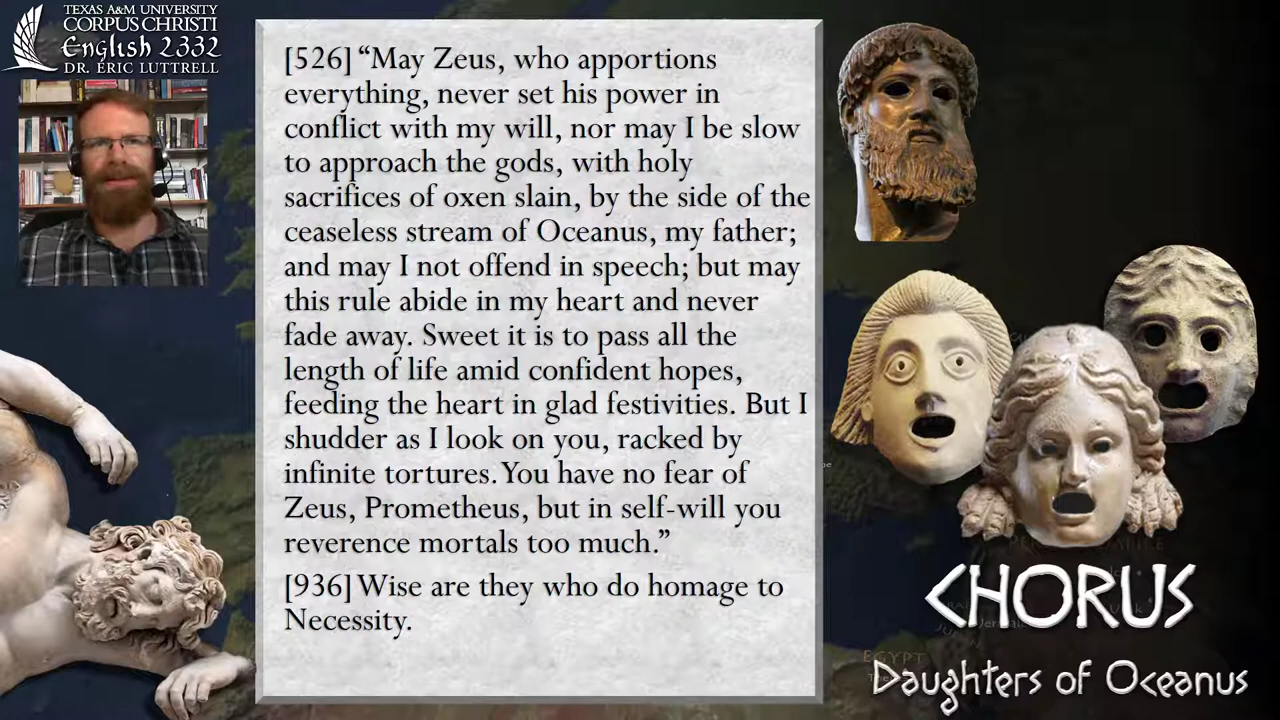 TEXAS A&M UNIVERSITY
CORPUS CHRISTI
English 2332
DR. ERIC LUTTRELL
[526] “May Zeus, who apportions
everything, never set his power in
conflict with my will, nor may I be slow
to approach the gods, with holy
sacrifices of oxen slain, by the side of the
ceaseless stream of Oceanus, my father;
and may I not offend in speech; but may
this rule abide in my heart and never
fade away. Sweet it is to pass all the
length of life amid confident hopes,
feeding the heart in glad festivities. But I
shudder as I look on you, racked by
infinite tortures. You have no fear of
Zeus, Prometheus, but in self-will you
reverence mortals too much.”
[936] Wise are they who do homage to
Necessity.
CHORUS
EGYPT
Daughters of Oceanus